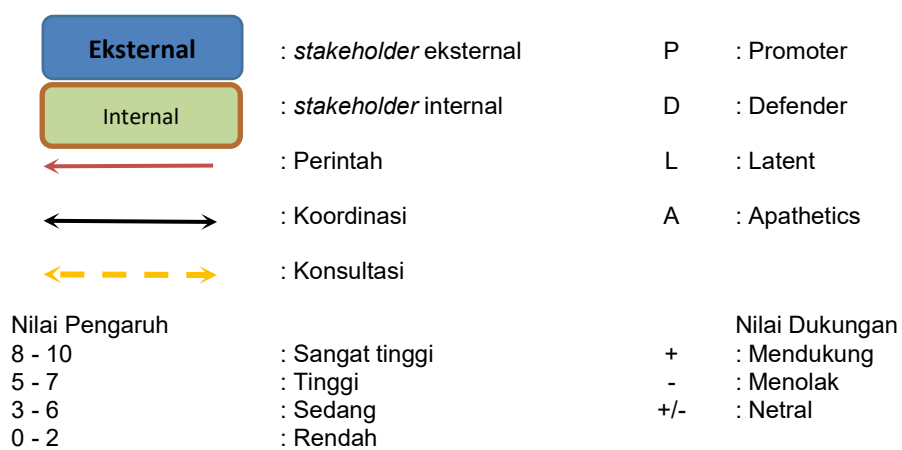 Eksternal : stakeholder eksternal P : Promoter
Internal : stakeholder internal D : Defender
: Perintah L : Latent
: Koordinasi A : Apathetics
: Konsultasi
Nilai Pengaruh Nilai Dukungan
8 - 10 : Sangat tinggi + : Mendukung
5 - 7 : Tinggi - : Menolak
3 - 6 : Sedang +/- : Netral
0 - 2 : Rendah